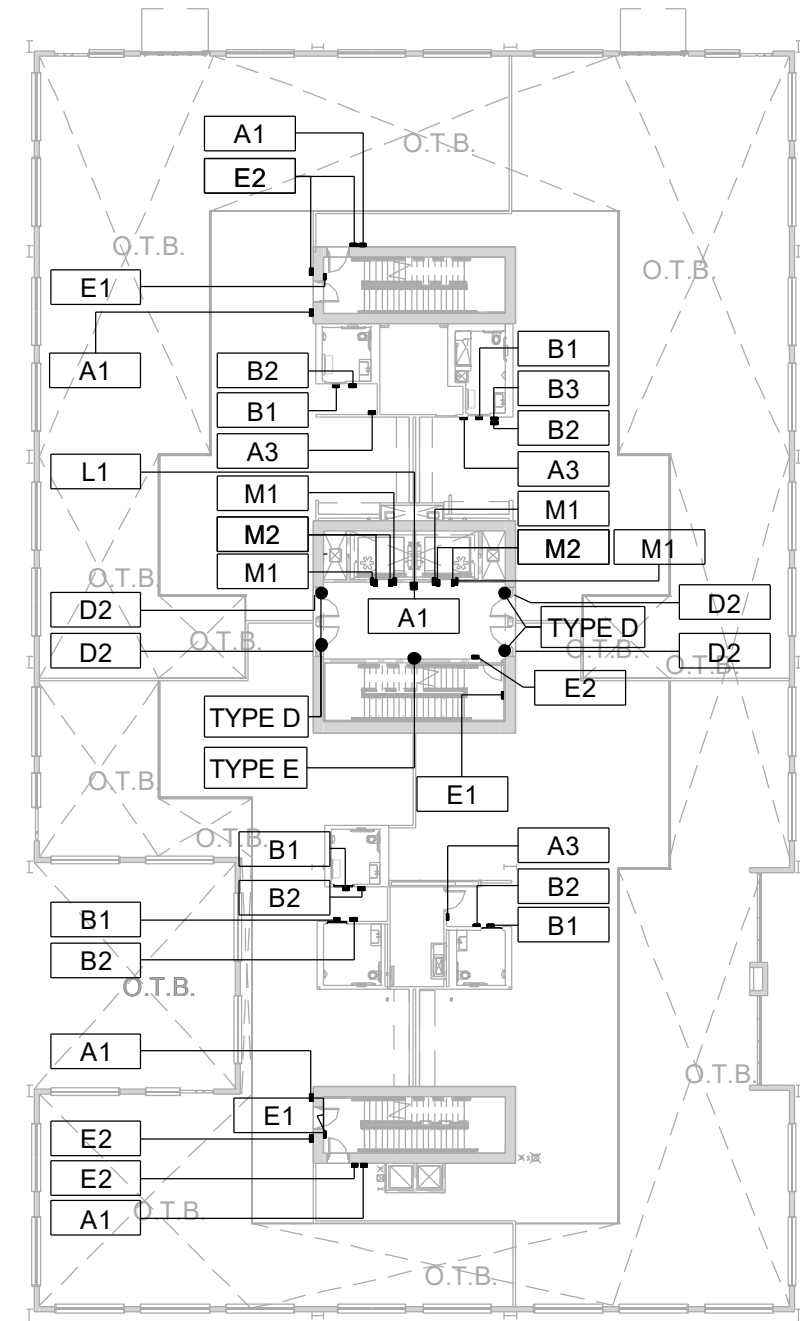 A1
O.T.B.
E2
O.T.B.
O.T.B.
E1
A1
B1
B2
B3
B1
B2
A3
A3
L1
M1
M1
M2
M2
M1
M1
O.T.B.
D2
D2
A1
TYPE D
O.T.B.
D2
O.T.B.
D2
O.T.B.
E2
TYPE D
TYPE E
O.T.B.
E1
O.T.B.
B1
A3
B2
B2
B1
B1
B2
O.T.B.
A1
O.T.B.
E1
E2
E2
A1
O.T.B.
O.T.B.